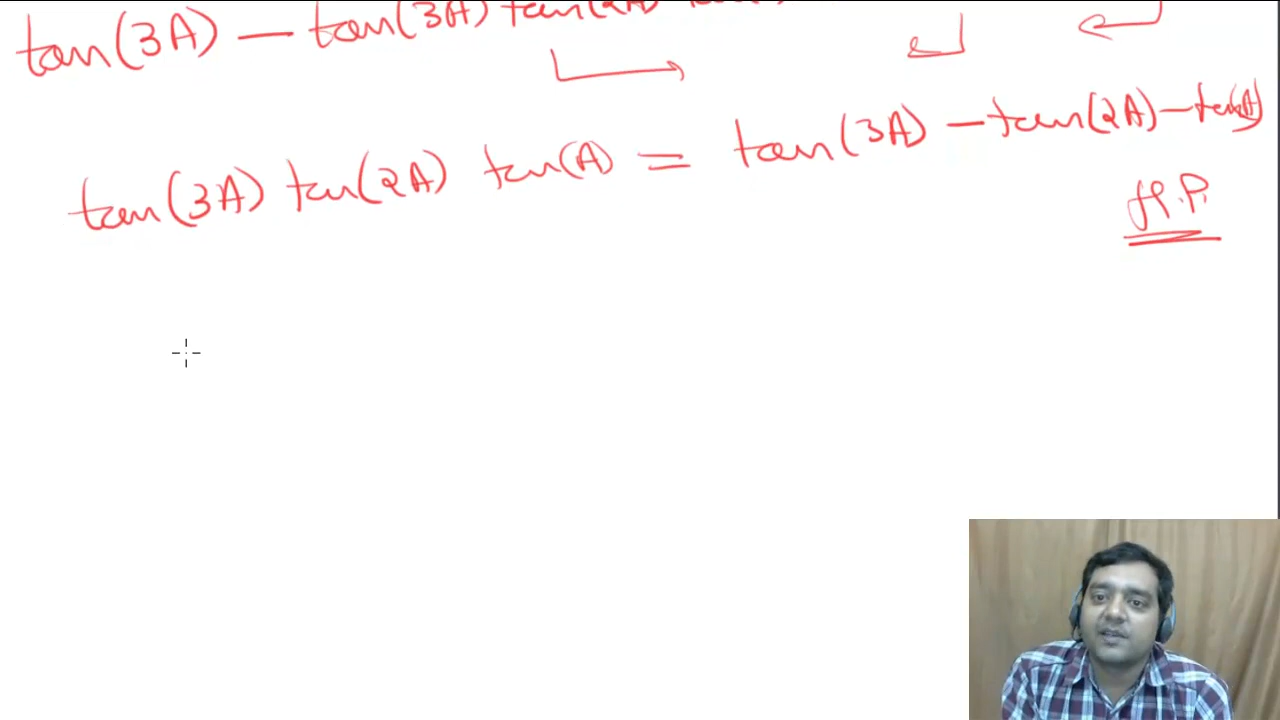 tan(3A) − tan(3A) tan(2A)
tan(3A) tan(2A) tan(A) = tan(3A) − tan(2A) − tan(A)
H.P.